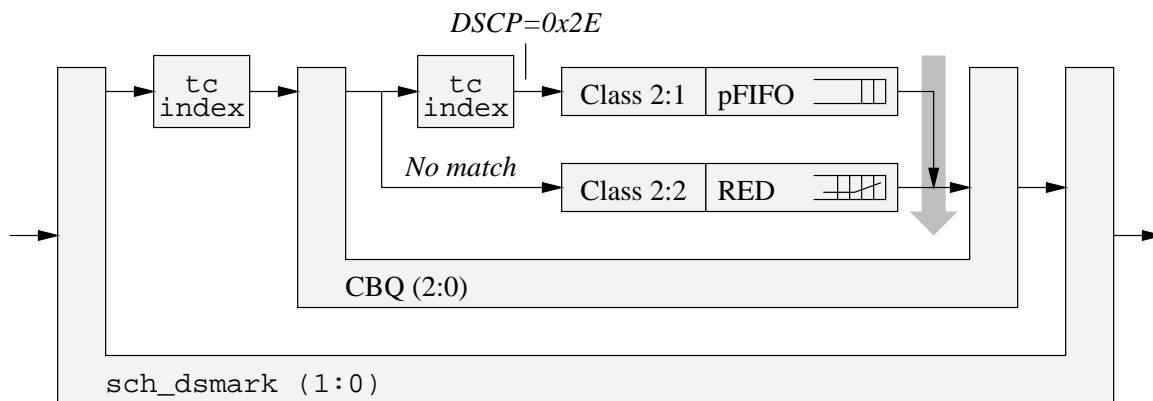 DSCP=0x2E
tc
index
tc
index
Class 2:1
pFIFO
No match
Class 2:2
RED
CBQ (2:0)
sch_dsmark (1:0)